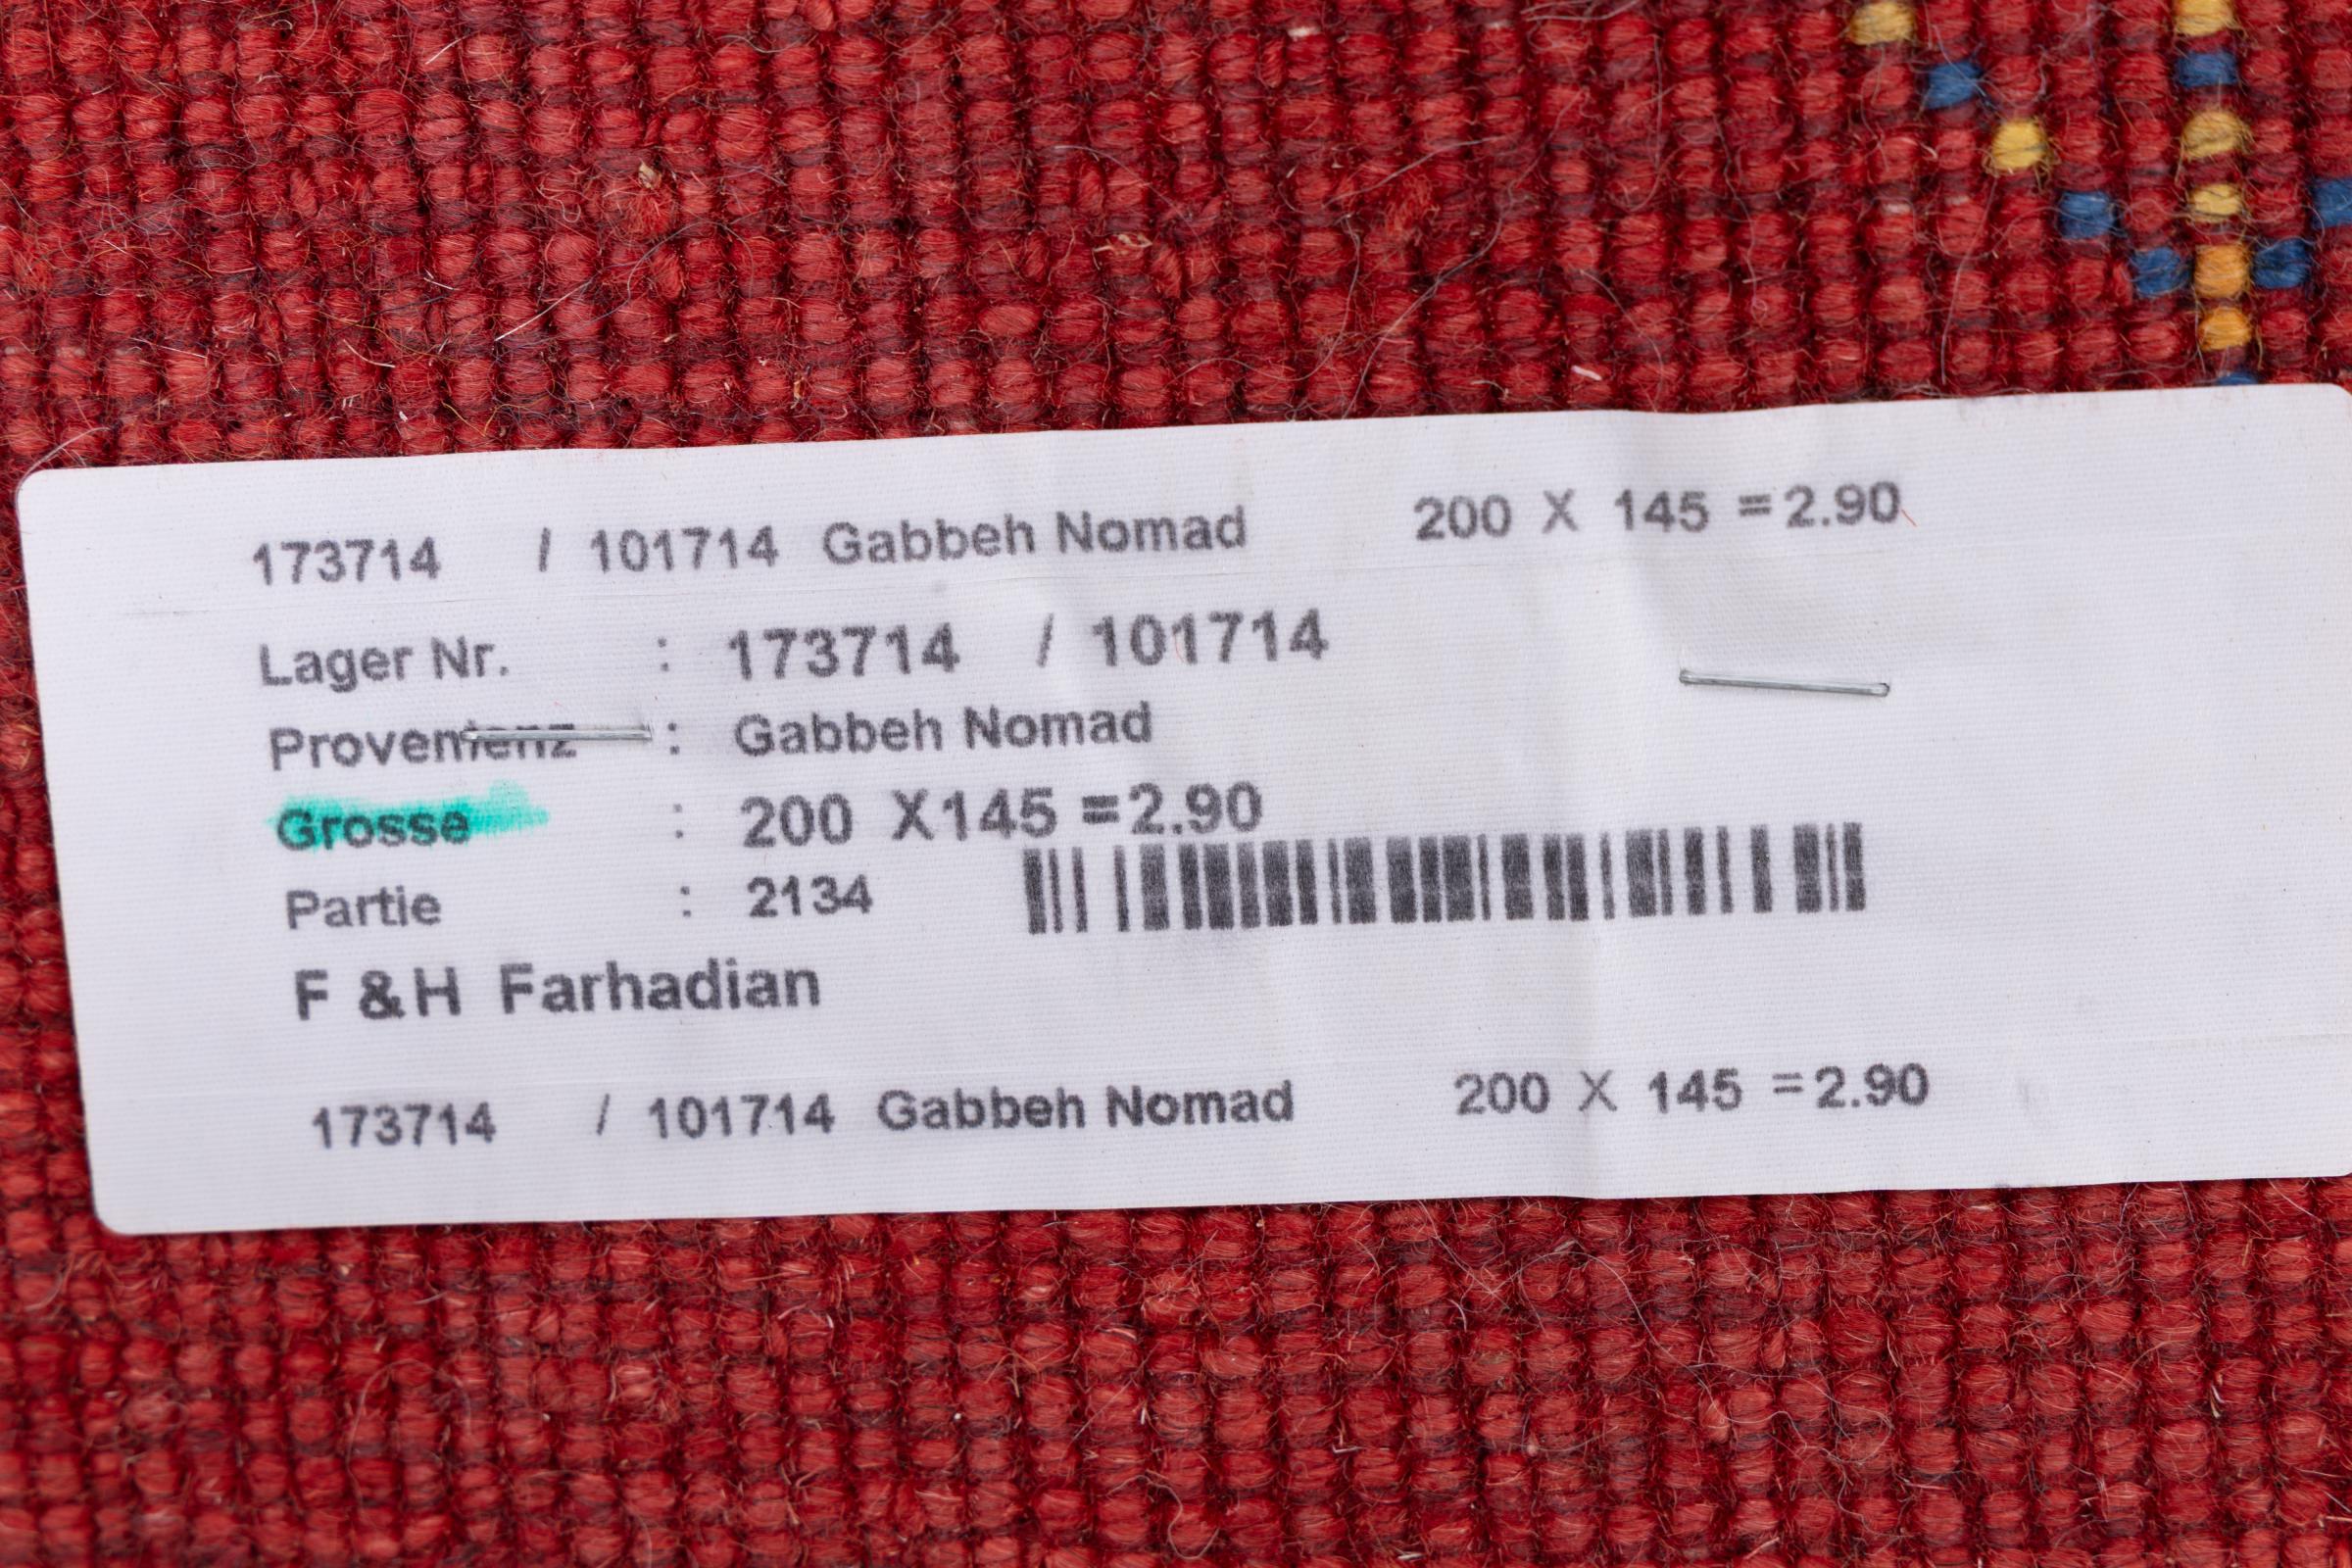 173714 / 101714 Gabbeh Nomad 200 X 145 =2.90
Lager Nr. : 173714 / 101714
Provenienz : Gabbeh Nomad
Grosse : 200 X145 =2.90
Partie : 2134
F &H Farhadian
173714 / 101714 Gabbeh Nomad 200 X 145 =2.90